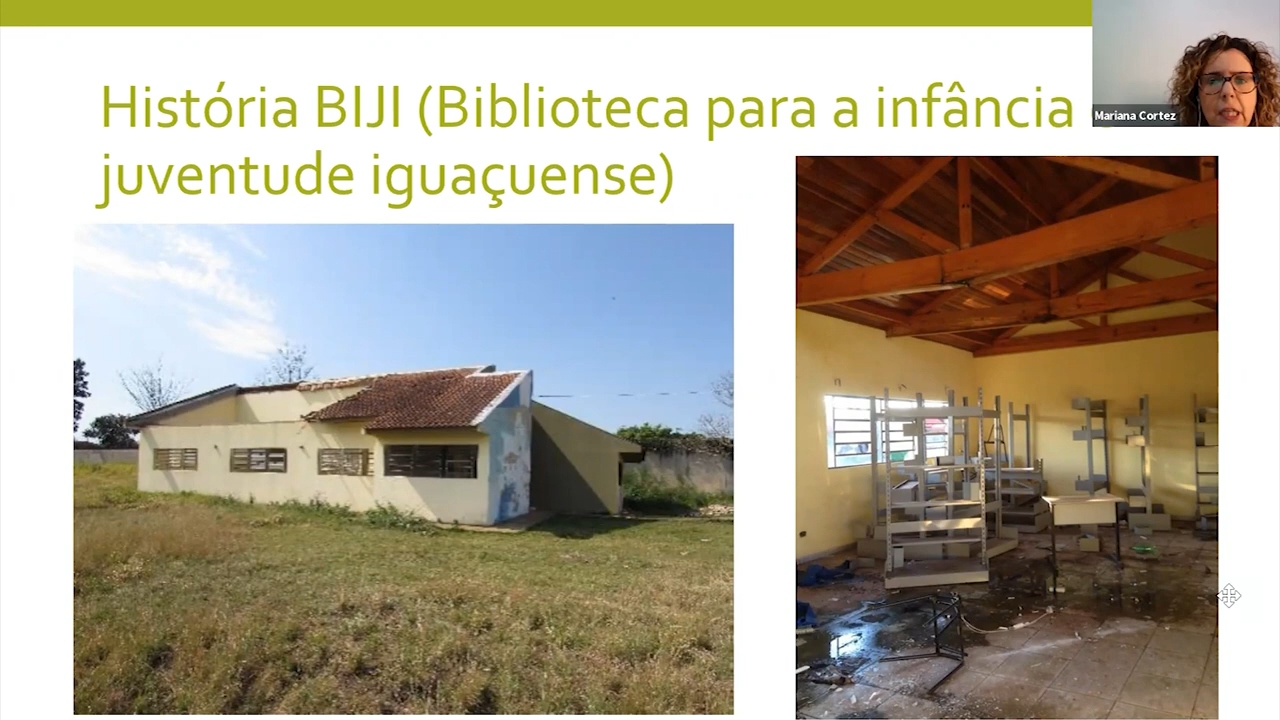 História BIJI (Biblioteca para a infância
juventude iguaçuense)
Mariana Cortez